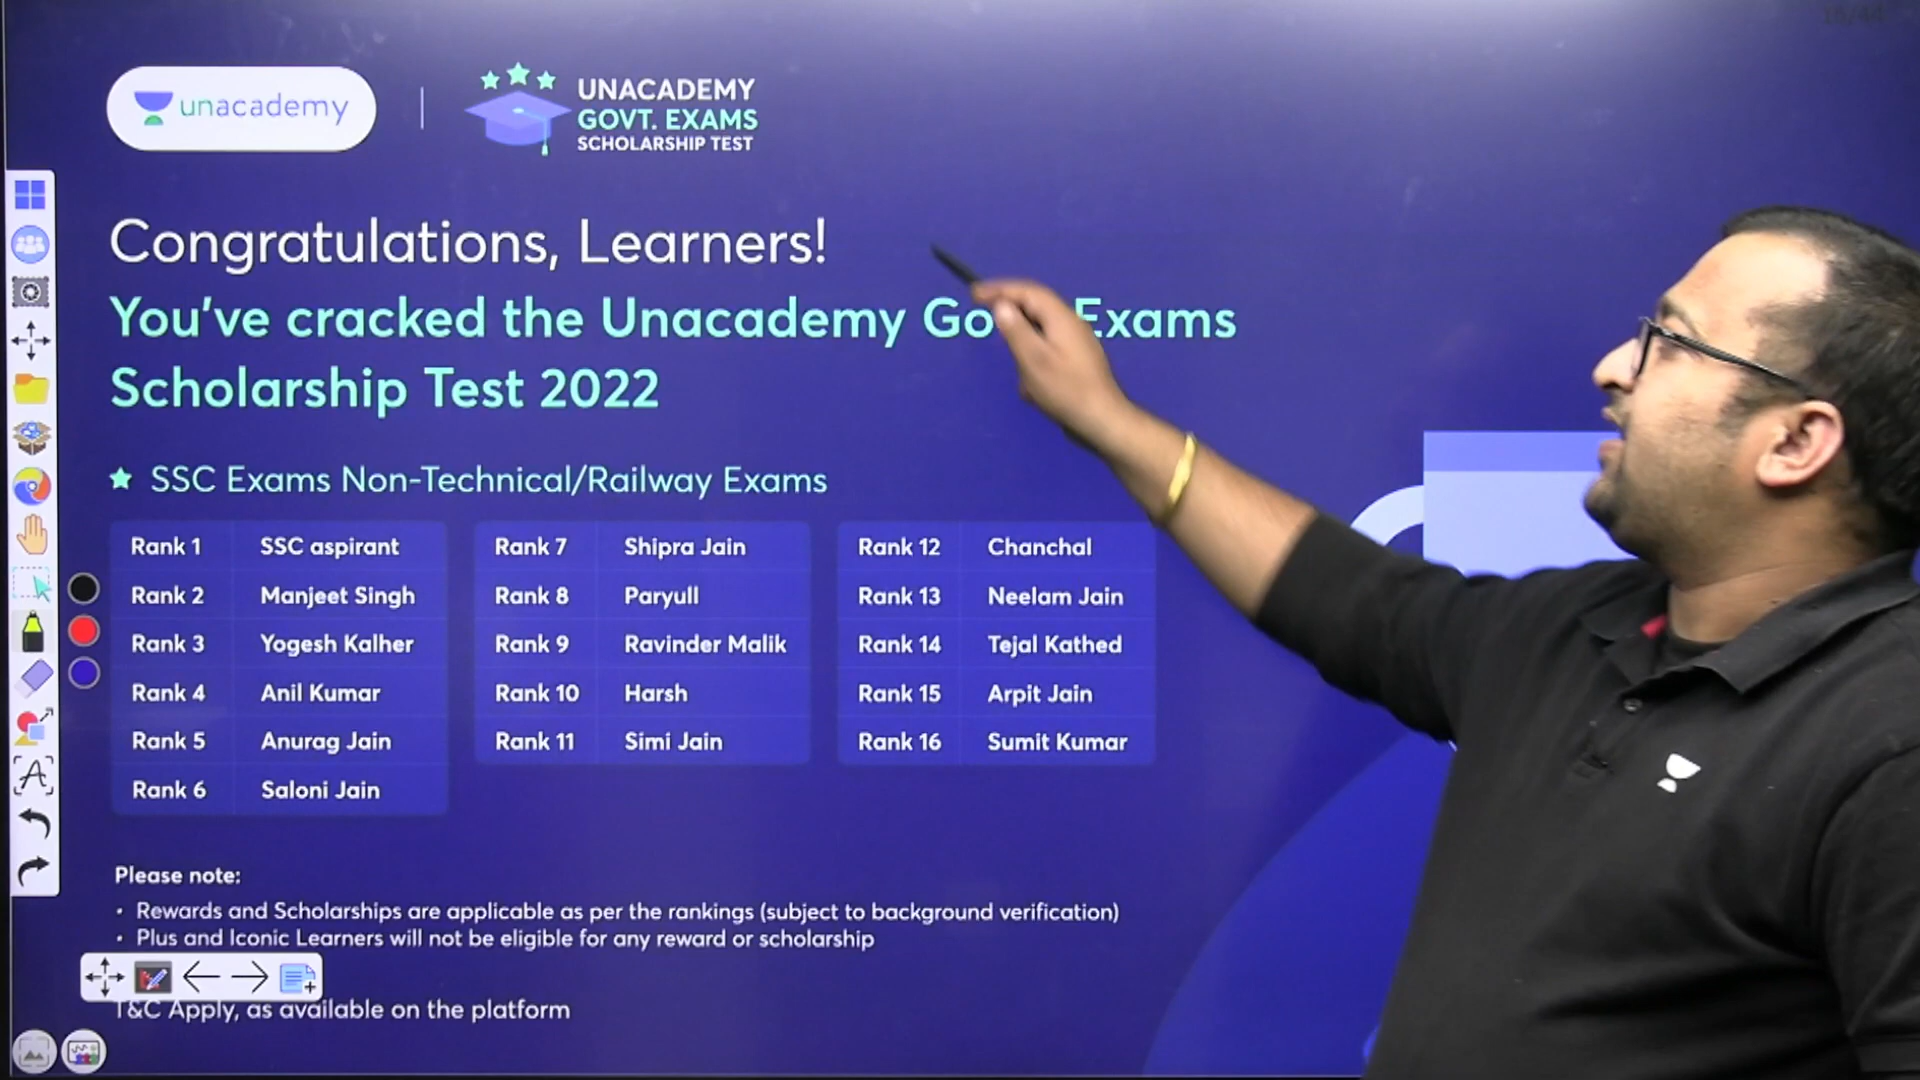 unacademy
UNACADEMY
GOVT. EXAMS
SCHOLARSHIP TEST
Congratulations, Learners!
You've cracked the Unacademy Go Exams
Scholarship Test 2022
SSC Exams Non-Technical/Railway Exams
Rank 1 SSC aspirant
Rank 2 Manjeet Singh
Rank 3 Yogesh Kalher
Rank 4 Anil Kumar
Rank 5 Anurag Jain
Rank 6 Saloni Jain
Rank 7 Shipra Jain
Rank 8 Paryull
Rank 9 Ravinder Malik
Rank 10 Harsh
Rank 11 Simi Jain
Rank 12 Chanchal
Rank 13 Neelam Jain
Rank 14 Tejal Kathed
Rank 15 Arpit Jain
Rank 16 Sumit Kumar
Please note:
• Rewards and Scholarships are applicable as per the rankings (subject to background verification)
• Plus and Iconic Learners will not be eligible for any reward or scholarship
T&C Apply, as available on the platform